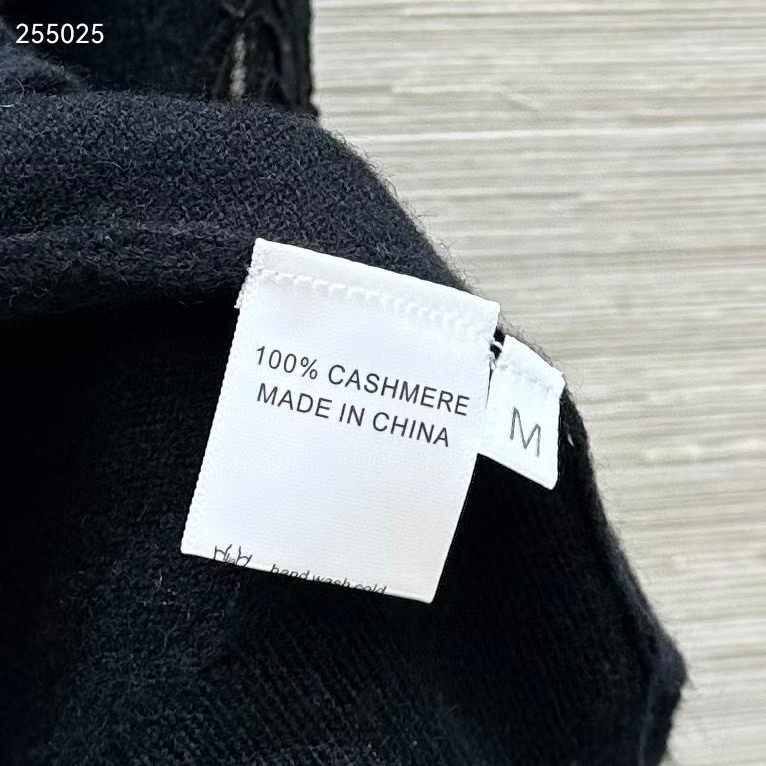 255025
100% CASHMERE
MADE IN CHINA
M
hand wash cold